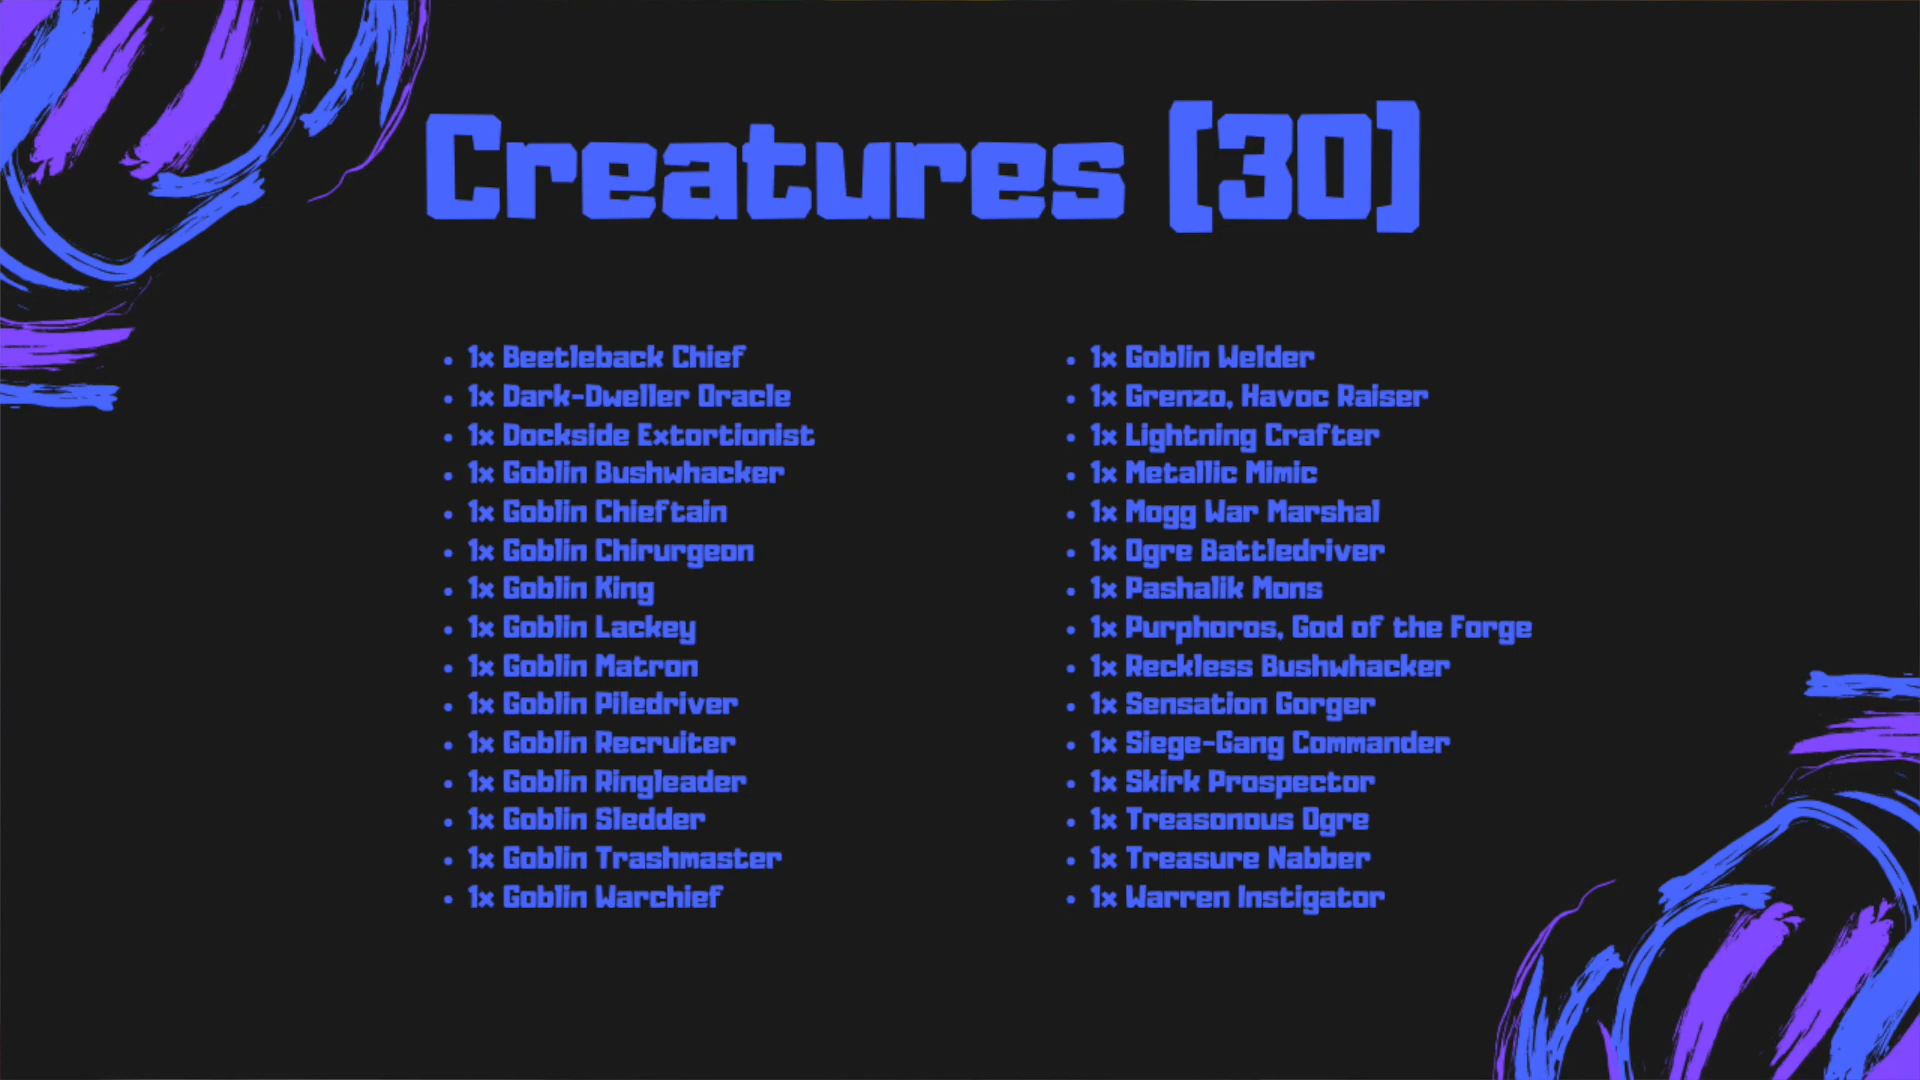 Creatures (30)
• 1x Beetleback Chief
• 1x Dark-Dweller Oracle
• 1x Dockside Extortionist
• 1x Goblin Bushwhacker
• 1x Goblin Chieftain
• 1x Goblin Chirurgeon
• 1x Goblin King
• 1x Goblin Lackey
• 1x Goblin Matron
• 1x Goblin Piledriver
• 1x Goblin Recruiter
• 1x Goblin Ringleader
• 1x Goblin Sledder
• 1x Goblin Trashmaster
• 1x Goblin Warchief
• 1x Goblin Welder
• 1x Grenzo, Havoc Raiser
• 1x Lightning Crafter
• 1x Metallic Mimic
• 1x Mogg War Marshal
• 1x Ogre Battledriver
• 1x Pashalik Mons
• 1x Purphoros, God of the Forge
• 1x Reckless Bushwhacker
• 1x Sensation Gorger
• 1x Siege-Gang Commander
• 1x Skirk Prospector
• 1x Treasonous Ogre
• 1x Treasure Nabber
• 1x Warren Instigator